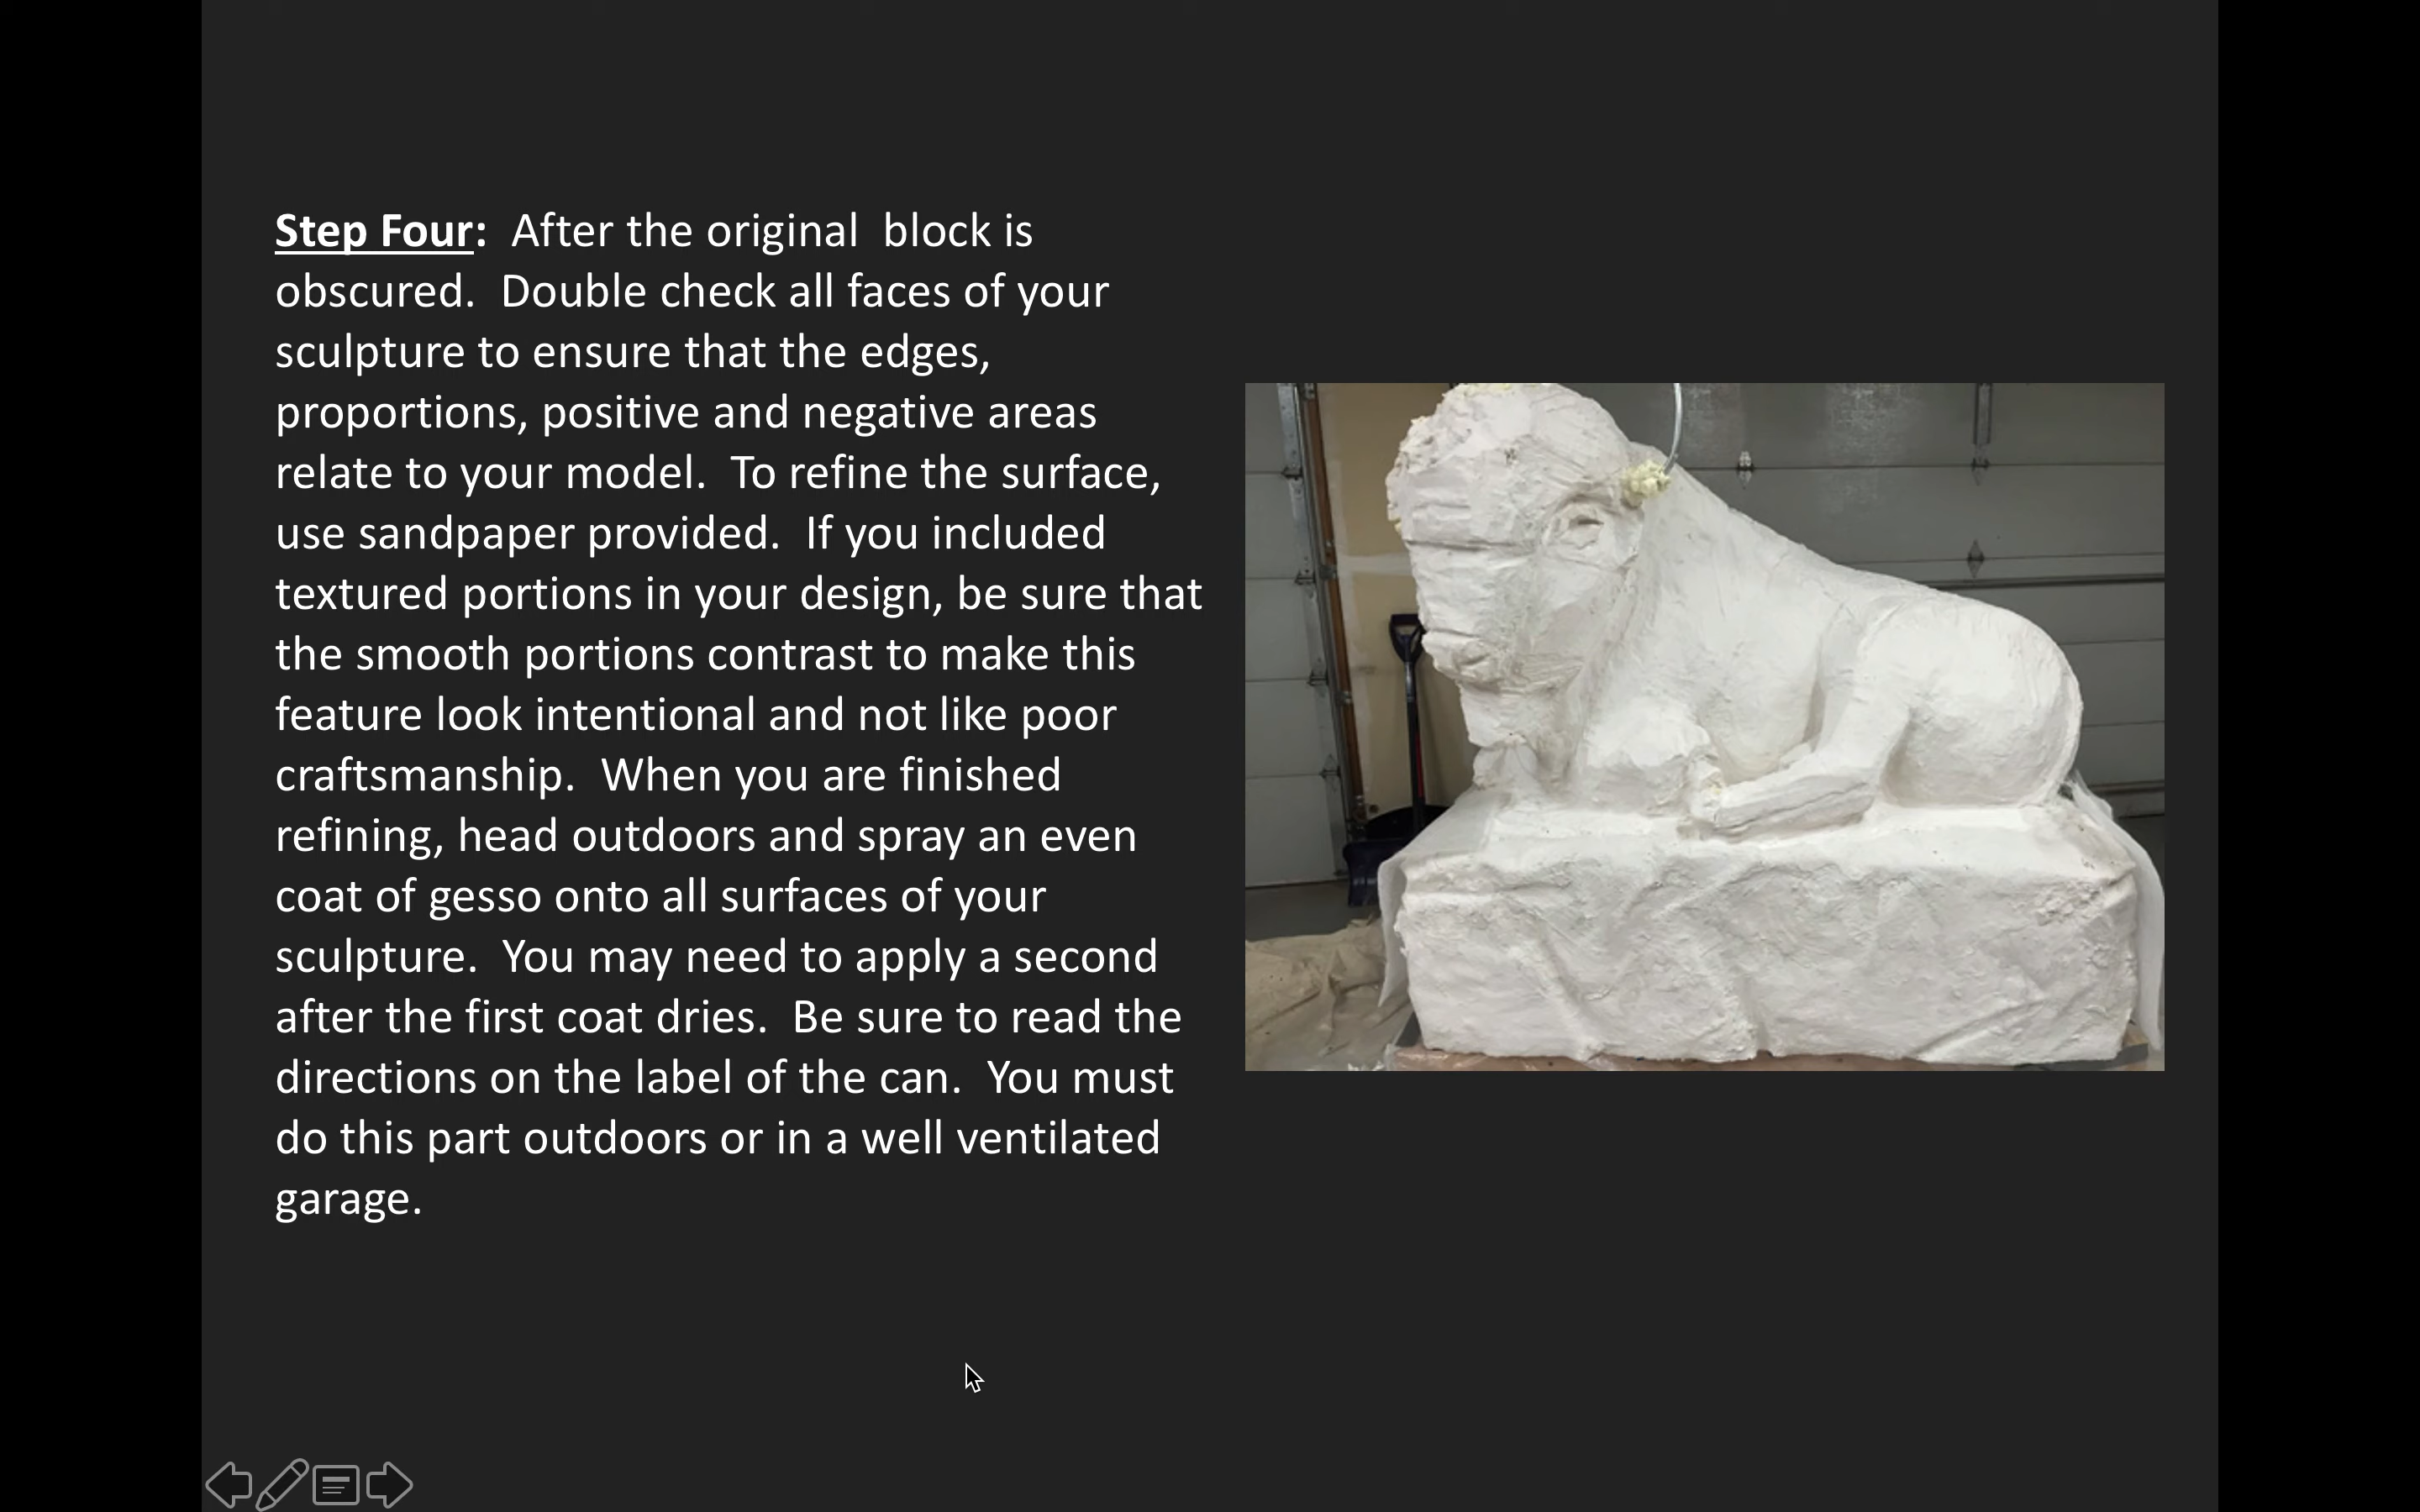 Step Four:  After the original  block is
obscured.  Double check all faces of your
sculpture to ensure that the edges,
proportions, positive and negative areas
relate to your model.  To refine the surface,
use sandpaper provided.  If you included
textured portions in your design, be sure that
the smooth portions contrast to make this
feature look intentional and not like poor
craftsmanship.  When you are finished
refining, head outdoors and spray an even
coat of gesso onto all surfaces of your
sculpture.  You may need to apply a second
after the first coat dries.  Be sure to read the
directions on the label of the can.  You must
do this part outdoors or in a well ventilated
garage.